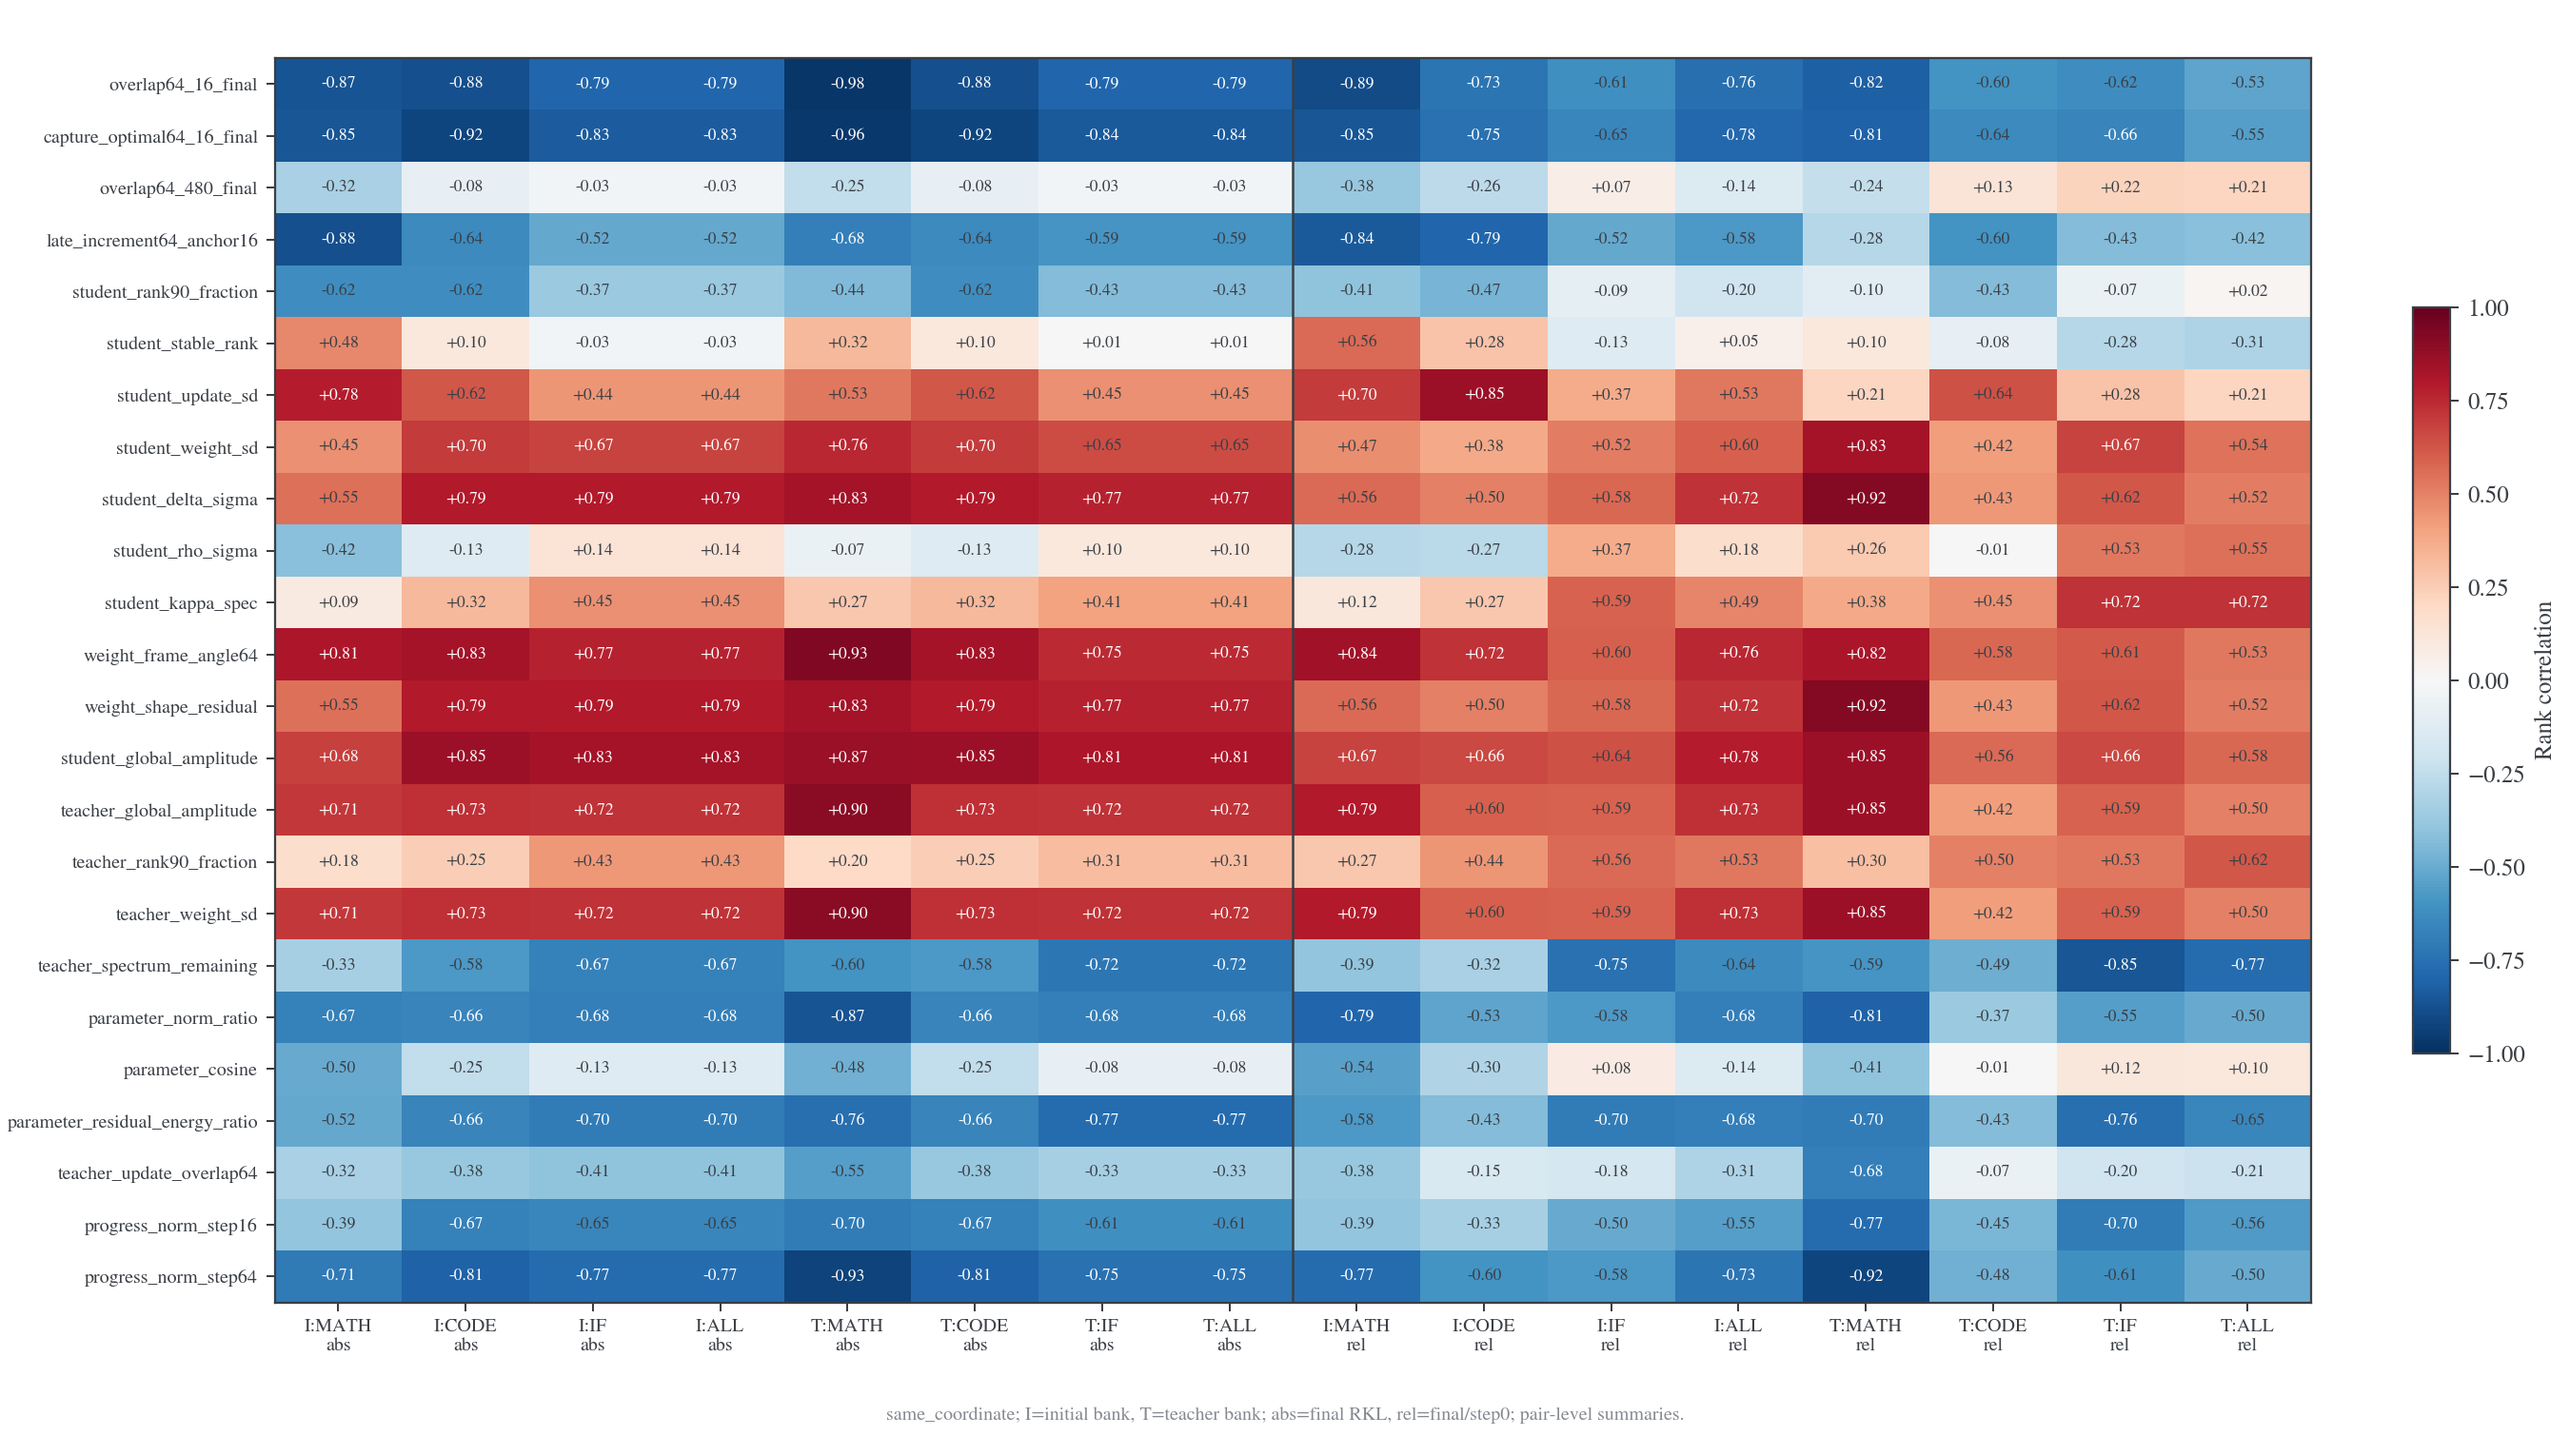 overlap64_16_final -0.87 -0.88 -0.79 -0.79 -0.98 -0.88 -0.79 -0.79 -0.89 -0.73 -0.61 -0.76 -0.82 -0.60 -0.62 -0.53
capture_optimal64_16_final -0.85 -0.92 -0.83 -0.83 -0.96 -0.92 -0.84 -0.84 -0.85 -0.75 -0.65 -0.78 -0.81 -0.64 -0.66 -0.55
overlap64_480_final -0.32 -0.08 -0.03 -0.03 -0.25 -0.08 -0.03 -0.03 -0.38 -0.26 +0.07 -0.14 -0.24 +0.13 +0.22 +0.21
late_increment64_anchor16 -0.88 -0.64 -0.52 -0.52 -0.68 -0.64 -0.59 -0.59 -0.84 -0.79 -0.52 -0.58 -0.28 -0.60 -0.43 -0.42
student_rank90_fraction -0.62 -0.62 -0.37 -0.37 -0.44 -0.62 -0.43 -0.43 -0.41 -0.47 -0.09 -0.20 -0.10 -0.43 -0.07 +0.02
student_stable_rank +0.48 +0.10 -0.03 -0.03 +0.32 +0.10 +0.01 +0.01 +0.56 +0.28 -0.13 +0.05 +0.10 -0.08 -0.28 -0.31
student_update_sd +0.78 +0.62 +0.44 +0.44 +0.53 +0.62 +0.45 +0.45 +0.70 +0.85 +0.37 +0.53 +0.21 +0.64 +0.28 +0.21
student_weight_sd +0.45 +0.70 +0.67 +0.67 +0.76 +0.70 +0.65 +0.65 +0.47 +0.38 +0.52 +0.60 +0.83 +0.42 +0.67 +0.54
student_delta_sigma +0.55 +0.79 +0.79 +0.79 +0.83 +0.79 +0.77 +0.77 +0.56 +0.50 +0.58 +0.72 +0.92 +0.43 +0.62 +0.52
student_rho_sigma -0.42 -0.13 +0.14 +0.14 -0.07 -0.13 +0.10 +0.10 -0.28 -0.27 +0.37 +0.18 +0.26 -0.01 +0.53 +0.55
student_kappa_spec +0.09 +0.32 +0.45 +0.45 +0.27 +0.32 +0.41 +0.41 +0.12 +0.27 +0.59 +0.49 +0.38 +0.45 +0.72 +0.72
weight_frame_angle64 +0.81 +0.83 +0.77 +0.77 +0.93 +0.83 +0.75 +0.75 +0.84 +0.72 +0.60 +0.76 +0.82 +0.58 +0.61 +0.53
weight_shape_residual +0.55 +0.79 +0.79 +0.79 +0.83 +0.79 +0.77 +0.77 +0.56 +0.50 +0.58 +0.72 +0.92 +0.43 +0.62 +0.52
student_global_amplitude +0.68 +0.85 +0.83 +0.83 +0.87 +0.85 +0.81 +0.81 +0.67 +0.66 +0.64 +0.78 +0.85 +0.56 +0.66 +0.58
teacher_global_amplitude +0.71 +0.73 +0.72 +0.72 +0.90 +0.73 +0.72 +0.72 +0.79 +0.60 +0.59 +0.73 +0.85 +0.42 +0.59 +0.50
teacher_rank90_fraction +0.18 +0.25 +0.43 +0.43 +0.20 +0.25 +0.31 +0.31 +0.27 +0.44 +0.56 +0.53 +0.30 +0.50 +0.53 +0.62
teacher_weight_sd +0.71 +0.73 +0.72 +0.72 +0.90 +0.73 +0.72 +0.72 +0.79 +0.60 +0.59 +0.73 +0.85 +0.42 +0.59 +0.50
teacher_spectrum_remaining -0.33 -0.58 -0.67 -0.67 -0.60 -0.58 -0.72 -0.72 -0.39 -0.32 -0.75 -0.64 -0.59 -0.49 -0.85 -0.77
parameter_norm_ratio -0.67 -0.66 -0.68 -0.68 -0.87 -0.66 -0.68 -0.68 -0.79 -0.53 -0.58 -0.68 -0.81 -0.37 -0.55 -0.50
parameter_cosine -0.50 -0.25 -0.13 -0.13 -0.48 -0.25 -0.08 -0.08 -0.54 -0.30 +0.08 -0.14 -0.41 -0.01 +0.12 +0.10
parameter_residual_energy_ratio -0.52 -0.66 -0.70 -0.70 -0.76 -0.66 -0.77 -0.77 -0.58 -0.43 -0.70 -0.68 -0.70 -0.43 -0.76 -0.65
teacher_update_overlap64 -0.32 -0.38 -0.41 -0.41 -0.55 -0.38 -0.33 -0.33 -0.38 -0.15 -0.18 -0.31 -0.68 -0.07 -0.20 -0.21
progress_norm_step16 -0.39 -0.67 -0.65 -0.65 -0.70 -0.67 -0.61 -0.61 -0.39 -0.33 -0.50 -0.55 -0.77 -0.45 -0.70 -0.56
progress_norm_step64 -0.71 -0.81 -0.77 -0.77 -0.93 -0.81 -0.75 -0.75 -0.77 -0.60 -0.58 -0.73 -0.92 -0.48 -0.61 -0.50
I:MATH I:CODE I:IF I:ALL T:MATH T:CODE T:IF T:ALL I:MATH I:CODE I:IF I:ALL T:MATH T:CODE T:IF T:ALL
abs abs abs abs abs abs abs abs rel rel rel rel rel rel rel rel
1.00
0.75
0.50
0.25
0.00
−0.25
−0.50
−0.75
−1.00
Rank correlation
same_coordinate; I=initial bank, T=teacher bank; abs=final RKL, rel=final/step0; pair-level summaries.